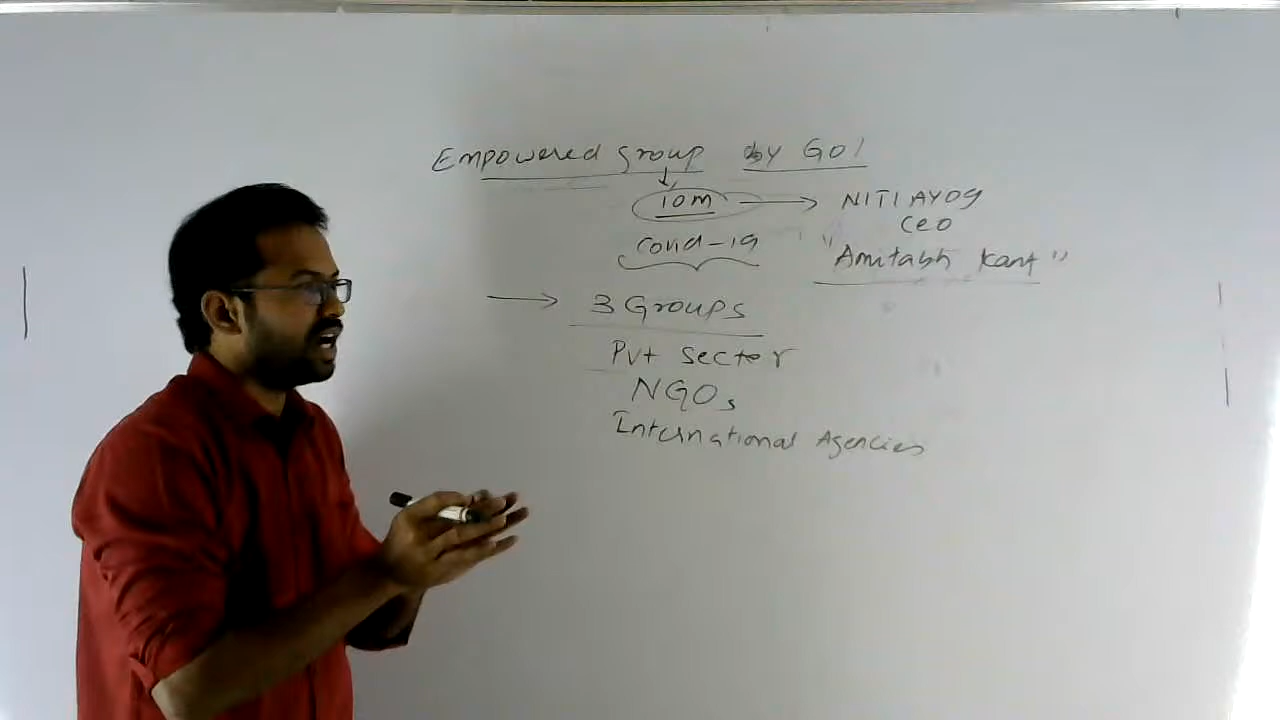 Empowered group by GOI
10m → NITI AYOG
CEO
Covid-19
"Amitabh Kant"
→ 3 Groups
Pvt sector
NGOs
International Agencies